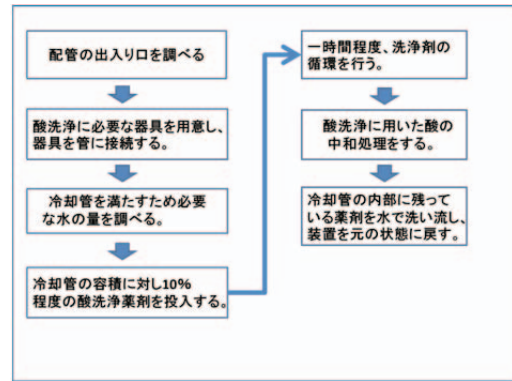 配管の出入り口を調べる
酸洗浄に必要な器具を用意し、
器具を管に接続する。
冷却管を満たすため必要
な水の量を調べる。
冷却管の容積に対し10%
程度の酸洗浄薬剤を投入する。
一時間程度、洗浄剤の
循環を行う。
酸洗浄に用いた酸の
中和処理をする。
冷却管の内部に残って
いる薬剤を水で洗い流し、
装置を元の状態に戻す。